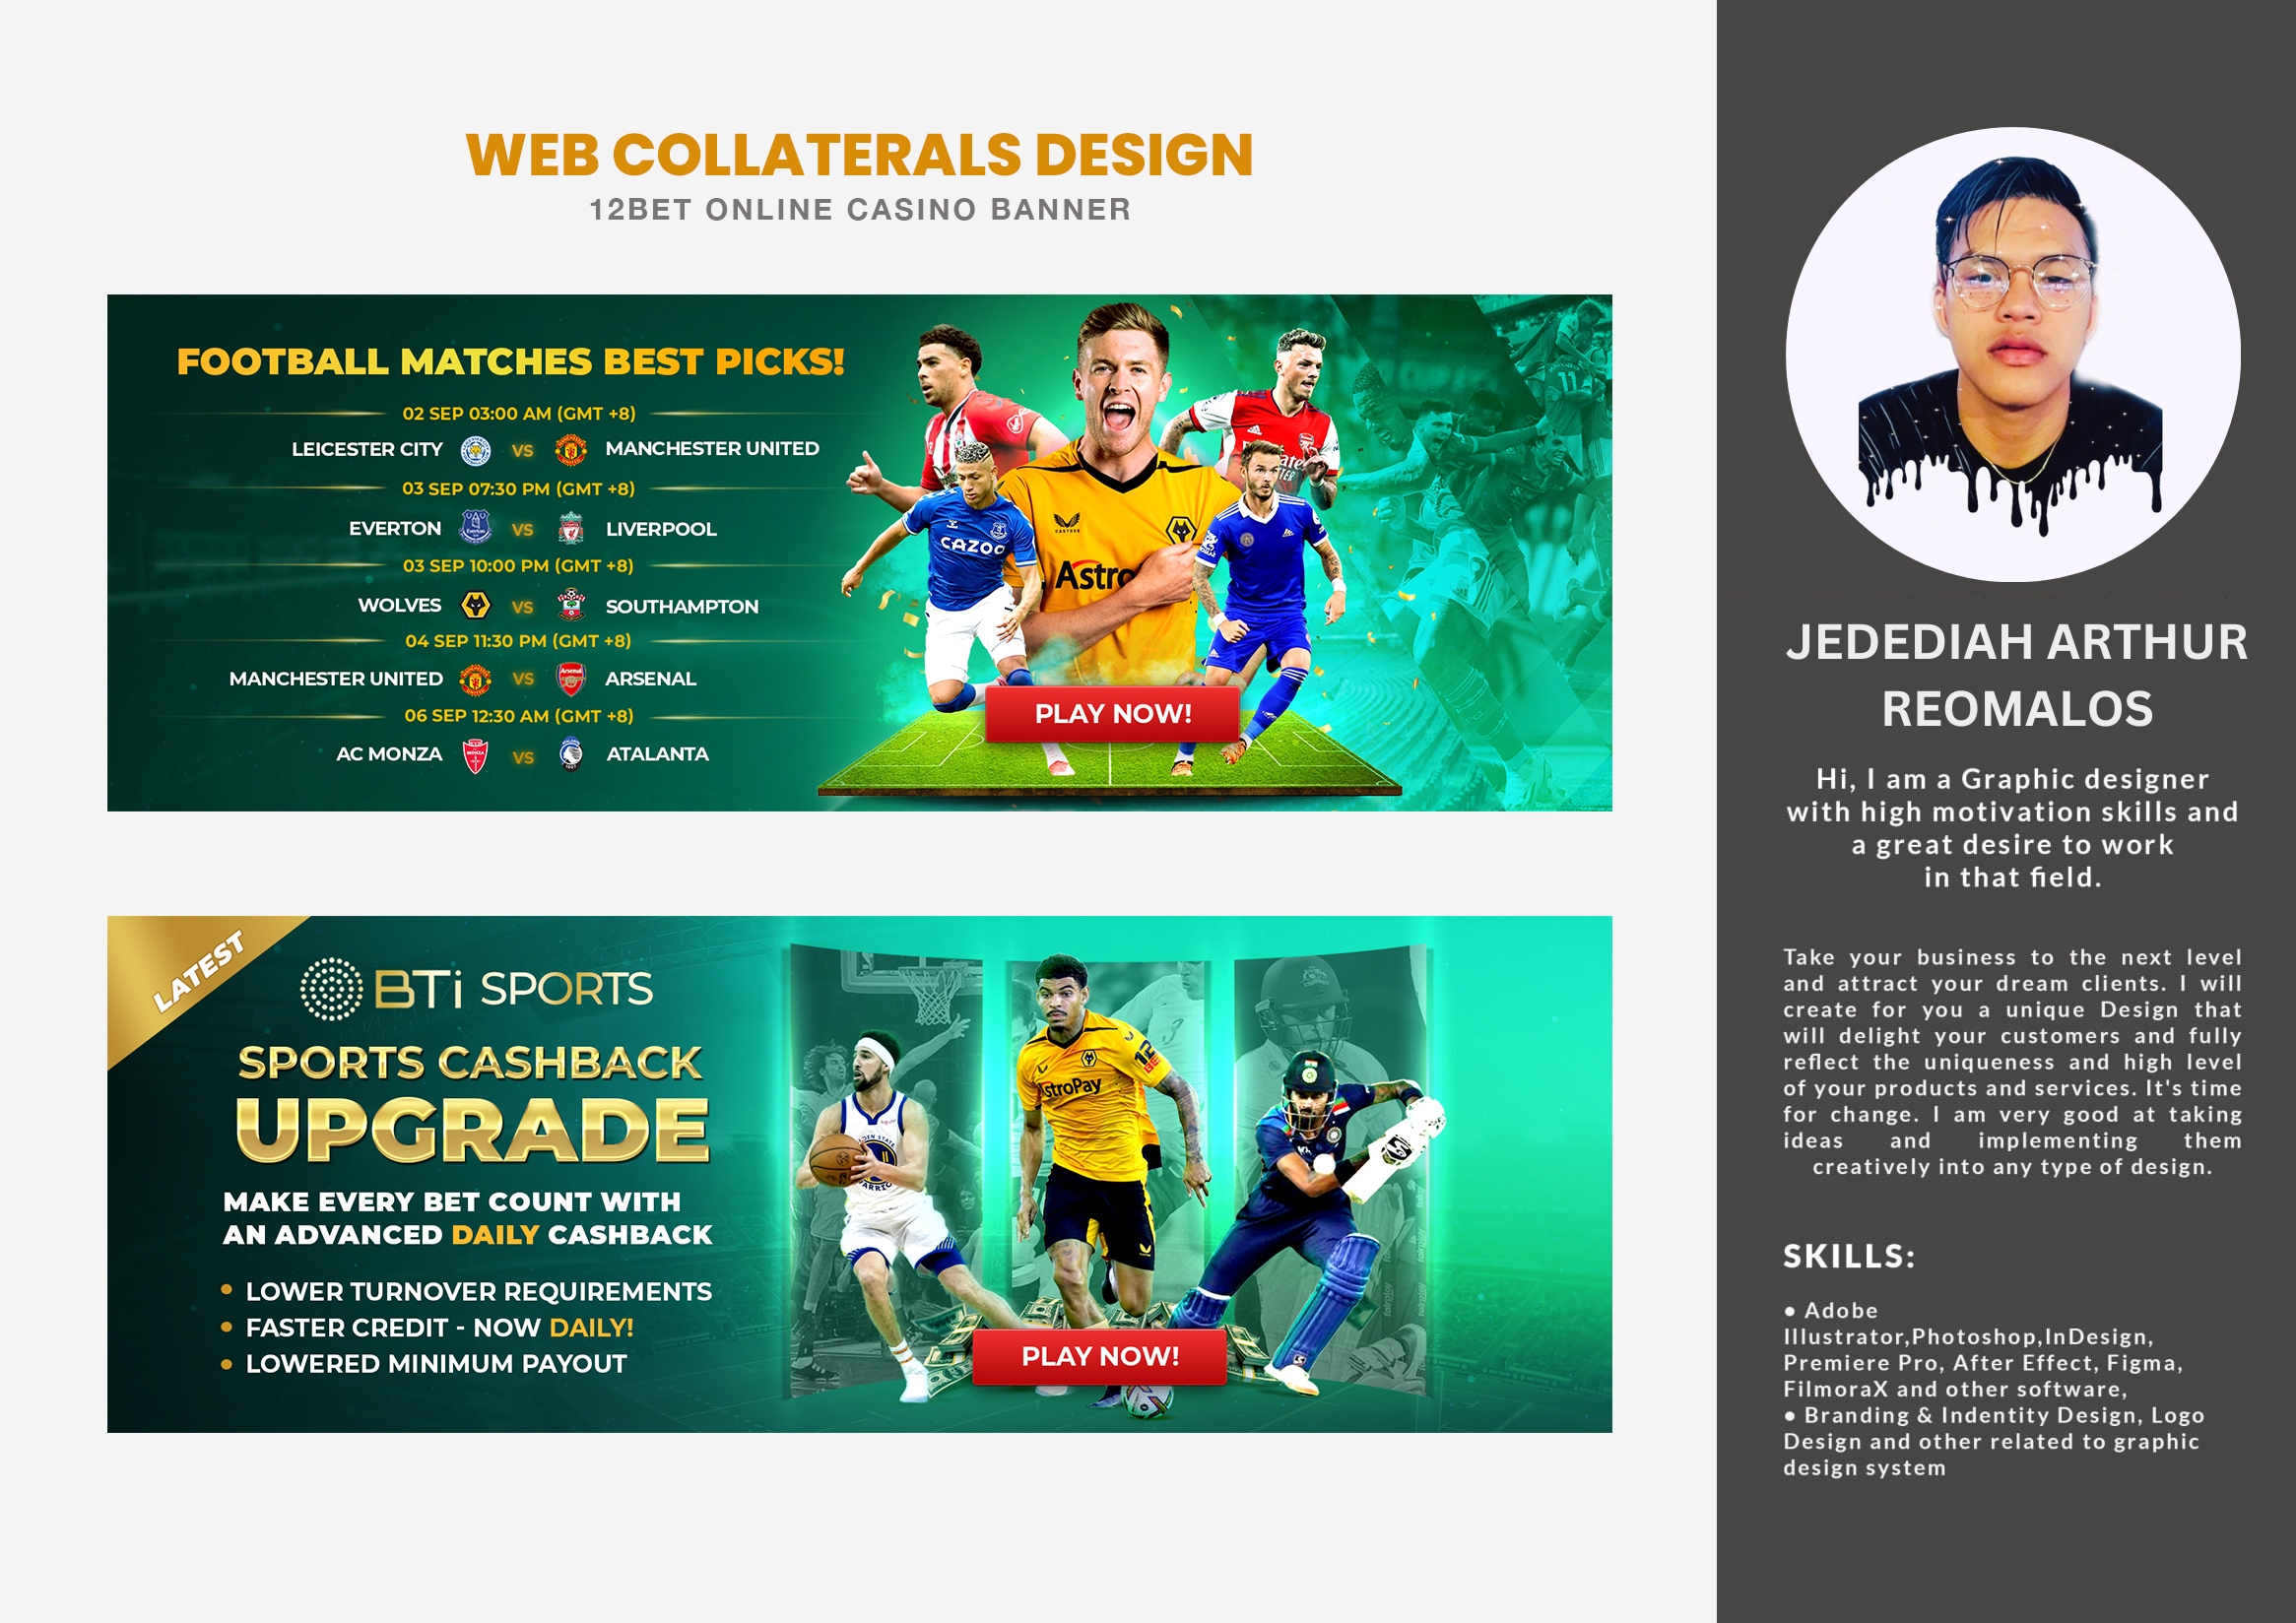 WEB COLLATERALS DESIGN
12BET ONLINE CASINO BANNER
FOOTBALL MATCHES BEST PICKS!
02 SEP 03:00 AM (GMT +8)
LEICESTER CITY VS MANCHESTER UNITED
03 SEP 07:30 PM (GMT +8)
EVERTON VS LIVERPOOL
03 SEP 10:00 PM (GMT +8)
WOLVES VS SOUTHAMPTON
04 SEP 11:30 PM (GMT +8)
MANCHESTER UNITED VS ARSENAL
06 SEP 12:30 AM (GMT +8)
AC MONZA VS ATALANTA
CAZOO
Astro
11
PLAY NOW!
LATEST
BTi SPORTS
SPORTS CASHBACK
UPGRADE
MAKE EVERY BET COUNT WITH
AN ADVANCED DAILY CASHBACK
• LOWER TURNOVER REQUIREMENTS
• FASTER CREDIT - NOW DAILY!
• LOWERED MINIMUM PAYOUT
AstroPay
PLAY NOW!
JEDEDIAH ARTHUR
REOMALOS
Hi, I am a Graphic designer
with high motivation skills and
a great desire to work
in that field.
Take your business to the next level
and attract your dream clients. I will
create for you a unique Design that
will delight your customers and fully
reflect the uniqueness and high level
of your products and services. It's time
for change. I am very good at taking
ideas and implementing them
creatively into any type of design.
SKILLS:
• Adobe
Illustrator,Photoshop,InDesign,
Premiere Pro, After Effect, Figma,
FilmoraX and other software,
• Branding & Indentity Design, Logo
Design and other related to graphic
design system